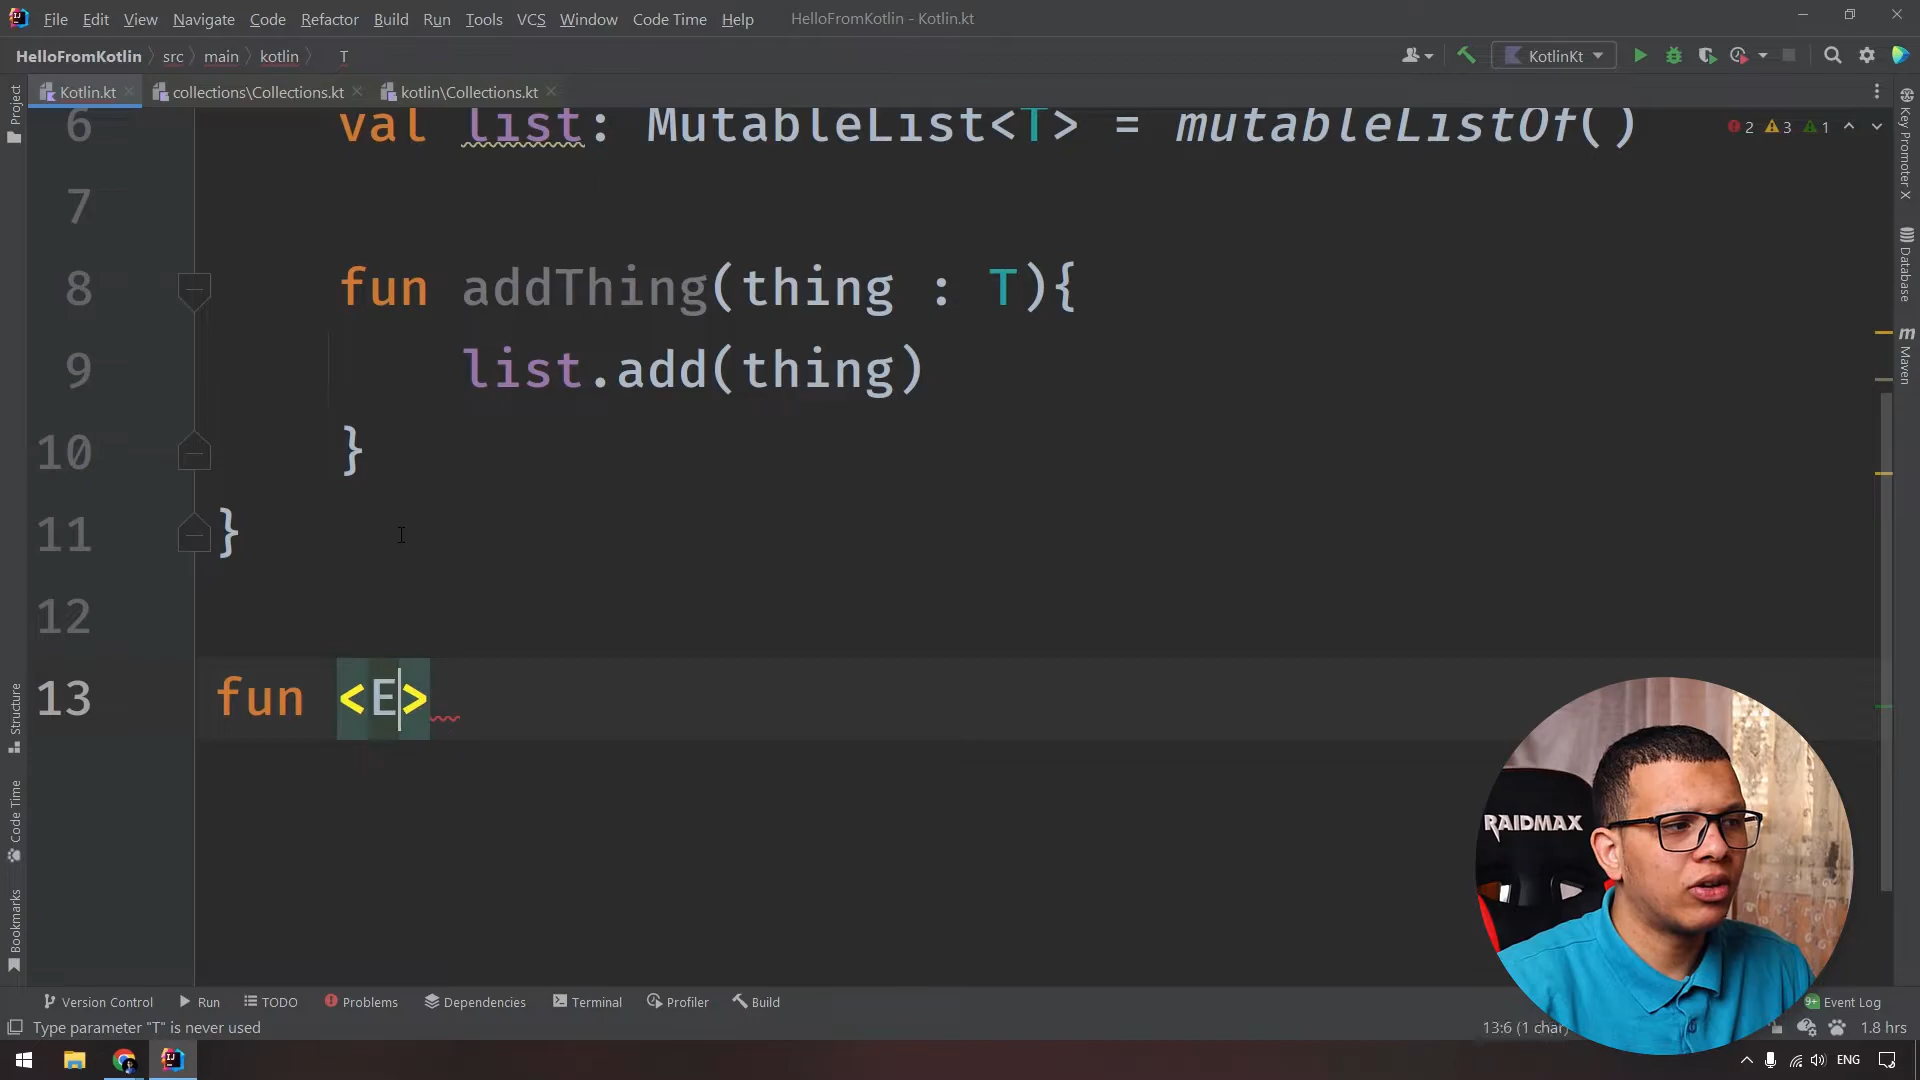 File Edit View Navigate Code Refactor Build Run Tools VCS Window Code Time Help HelloFromKotlin - Kotlin.kt
HelloFromKotlin src main kotlin T KotlinKt
Kotlin.kt collections\Collections.kt kotlin\Collections.kt
6 val list: MutableList<T> = mutableListOf()
2 3 1
7
8 fun addThing(thing : T){
9 list.add(thing)
10 }
11 }
12
13 fun <E>
Project
Structure
Code Time
Bookmarks
Key Promoter X
Database
Maven
RAIDMAX
Version Control Run TODO Problems Dependencies Terminal Profiler Build 9+ Event Log
Type parameter "T" is never used 13:6 (1 char) 1.8 hrs
ENG